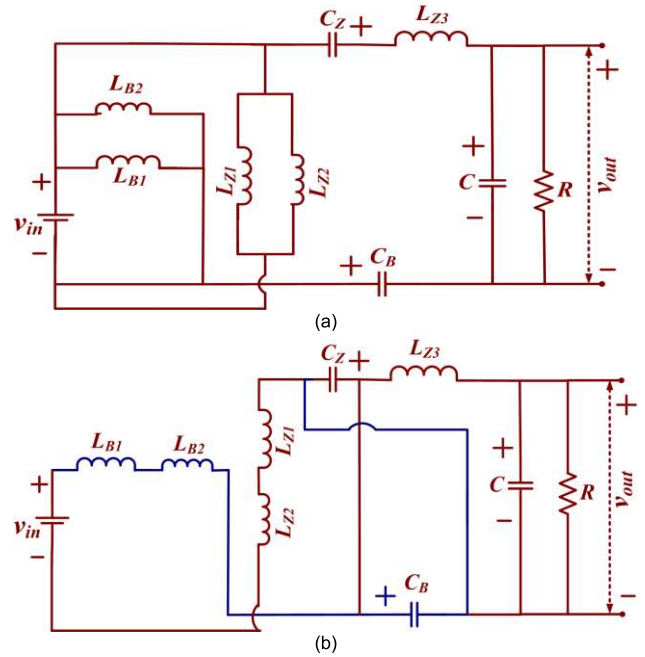 C_Z + L_Z3
L_B2
+
L_B1
L_Z1
L_Z2
+
+
C
R
v_out
v_in
−
−
+ C_B
−
(a)
C_Z + L_Z3
L_B1 L_B2
L_Z1
+
+
+
C
R
v_out
v_in
L_Z2
−
−
C_B
+
−
(b)